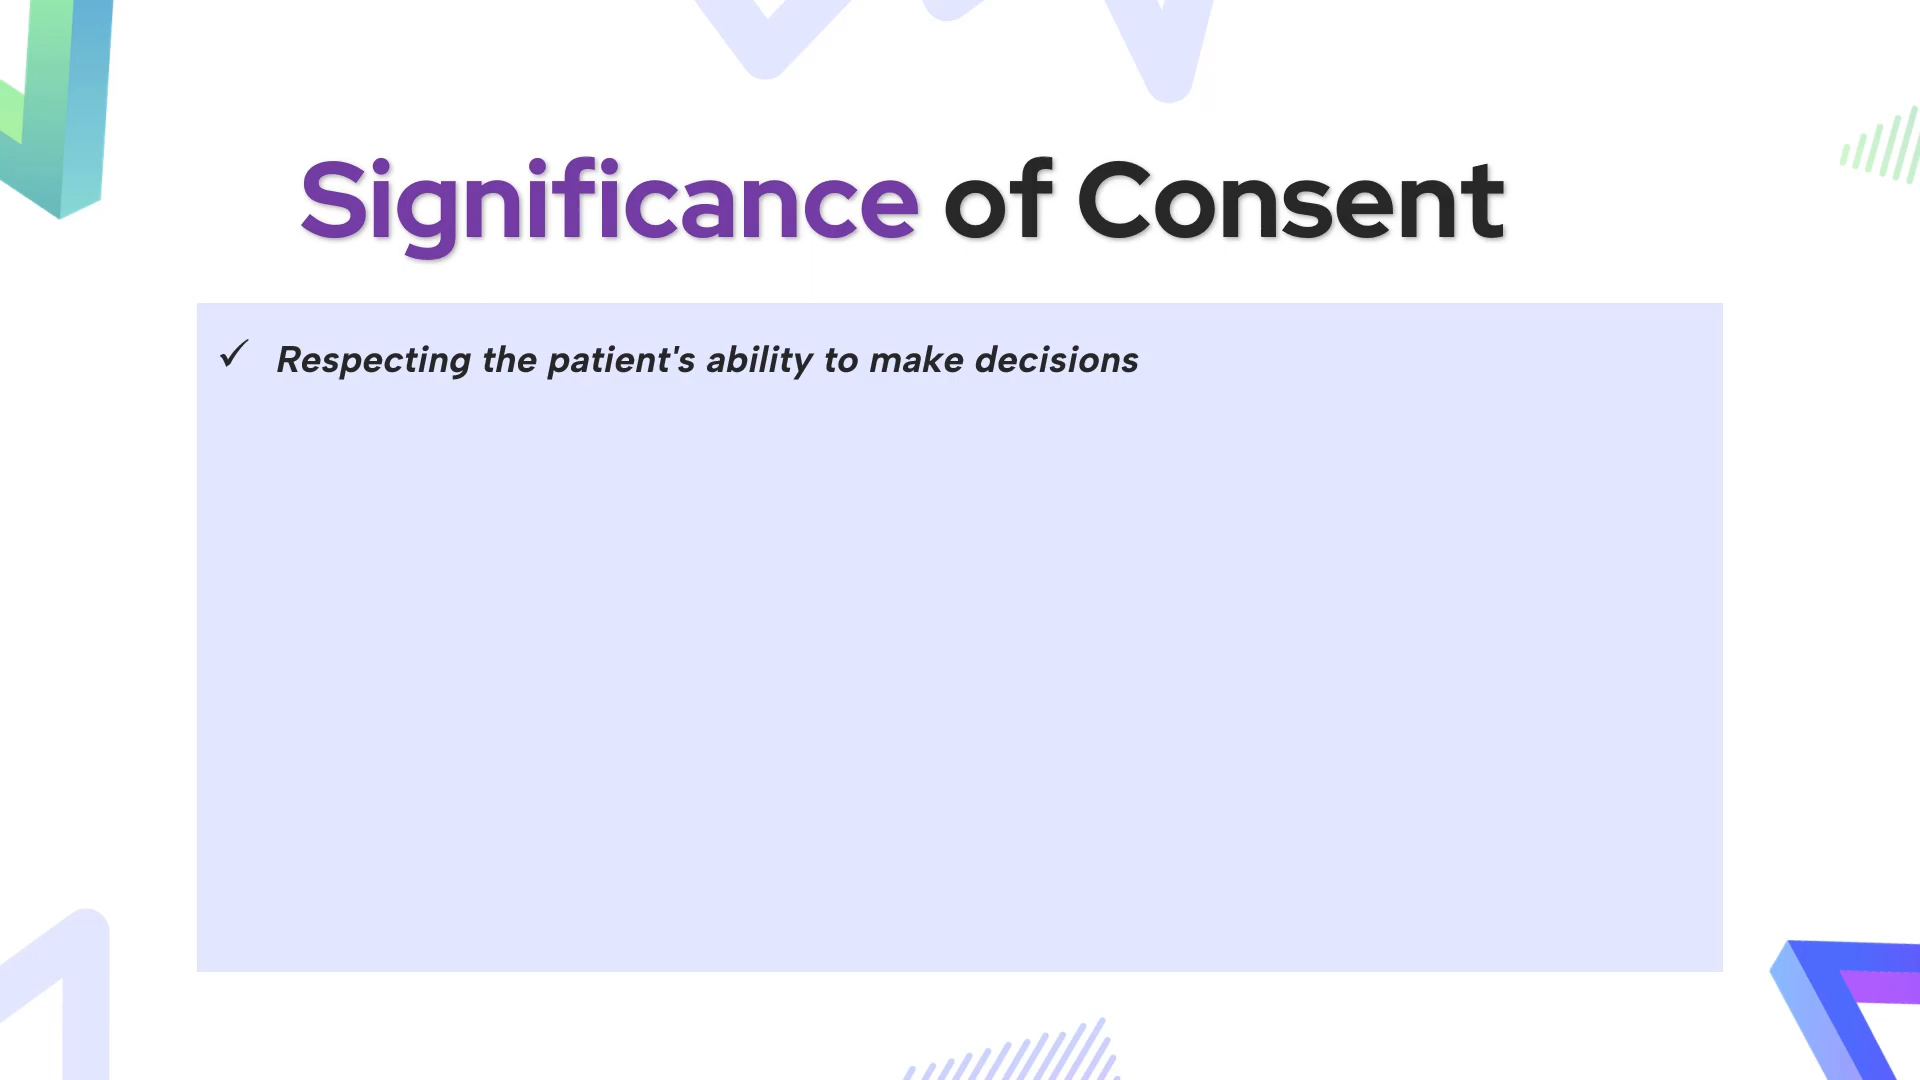 Significance of Consent
✓ Respecting the patient's ability to make decisions